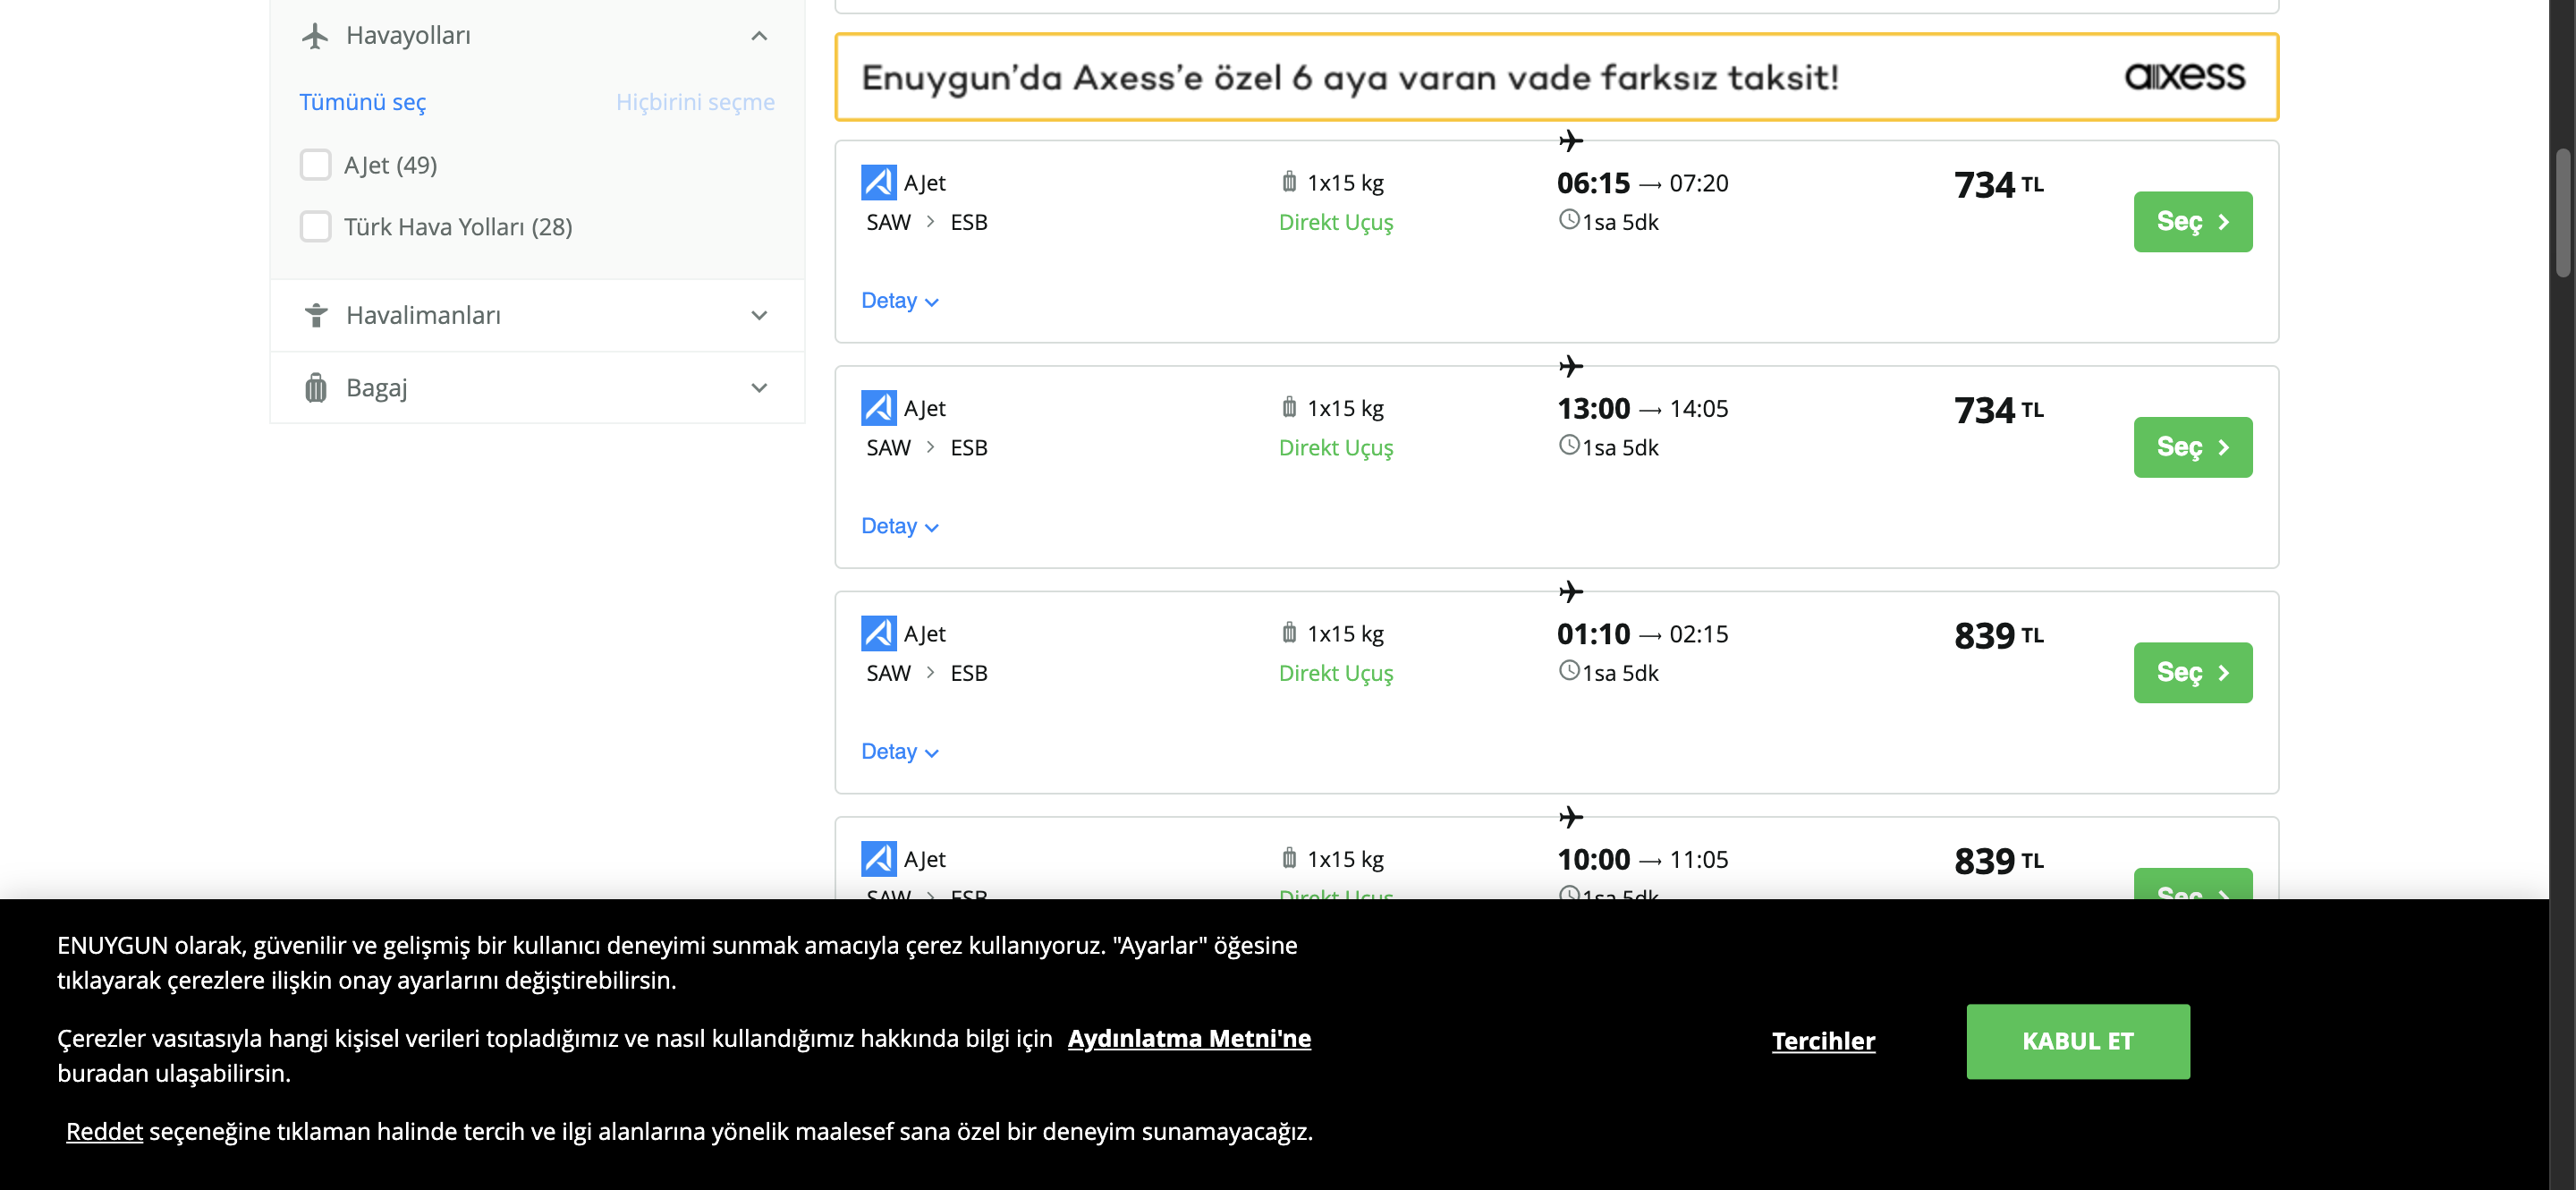 Havayolları
Tümünü seç
Hiçbirini seçme
AJet (49)
Türk Hava Yolları (28)
Havalimanları
Bagaj
Enuygun'da Axess'e özel 6 aya varan vade farksız taksit!
axess
AJet
1x15 kg
06:15 → 07:20
734 TL
SAW > ESB
Direkt Uçuş
1sa 5dk
Seç
Detay
AJet
1x15 kg
13:00 → 14:05
734 TL
SAW > ESB
Direkt Uçuş
1sa 5dk
Seç
Detay
AJet
1x15 kg
01:10 → 02:15
839 TL
SAW > ESB
Direkt Uçuş
1sa 5dk
Seç
Detay
AJet
1x15 kg
10:00 → 11:05
839 TL
SAW > ESB
Direkt Uçuş
1sa 5dk
Seç
ENUYGUN olarak, güvenilir ve gelişmiş bir kullanıcı deneyimi sunmak amacıyla çerez kullanıyoruz. "Ayarlar" öğesine
tıklayarak çerezlere ilişkin onay ayarlarını değiştirebilirsin.
Çerezler vasıtasıyla hangi kişisel verileri topladığımız ve nasıl kullandığımız hakkında bilgi için Aydınlatma Metni'ne
buradan ulaşabilirsin.
Reddet seçeneğine tıklaman halinde tercih ve ilgi alanlarına yönelik maalesef sana özel bir deneyim sunamayacağız.
Tercihler
KABUL ET